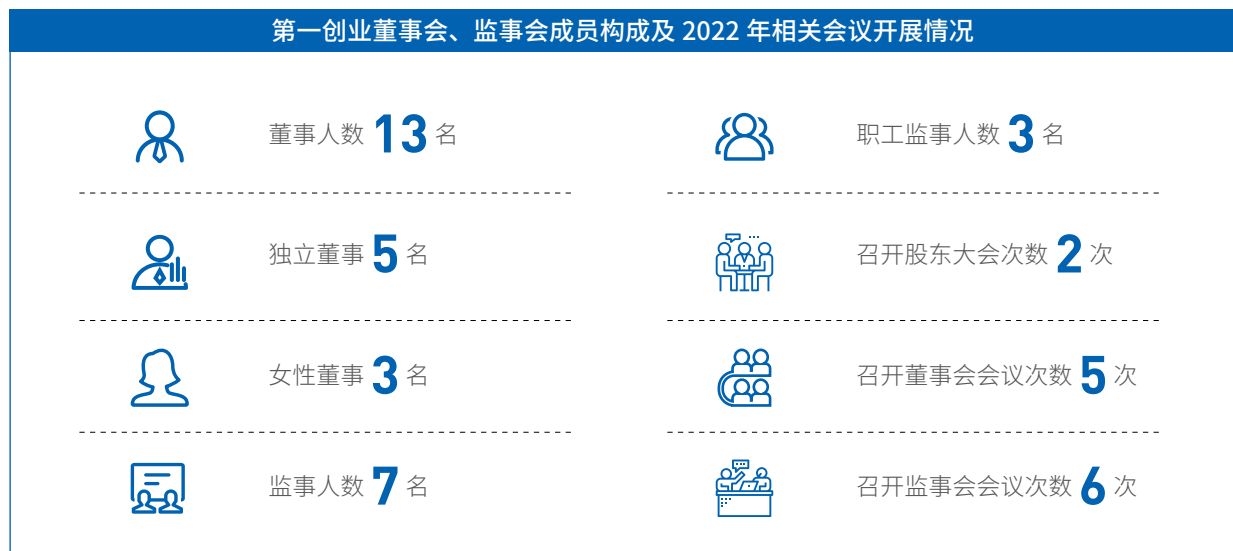 第一创业董事会、监事会成员构成及 2022 年相关会议开展情况
董事人数 13 名
职工监事人数 3 名
独立董事 5 名
召开股东大会次数 2 次
女性董事 3 名
召开董事会会议次数 5 次
监事人数 7 名
召开监事会会议次数 6 次